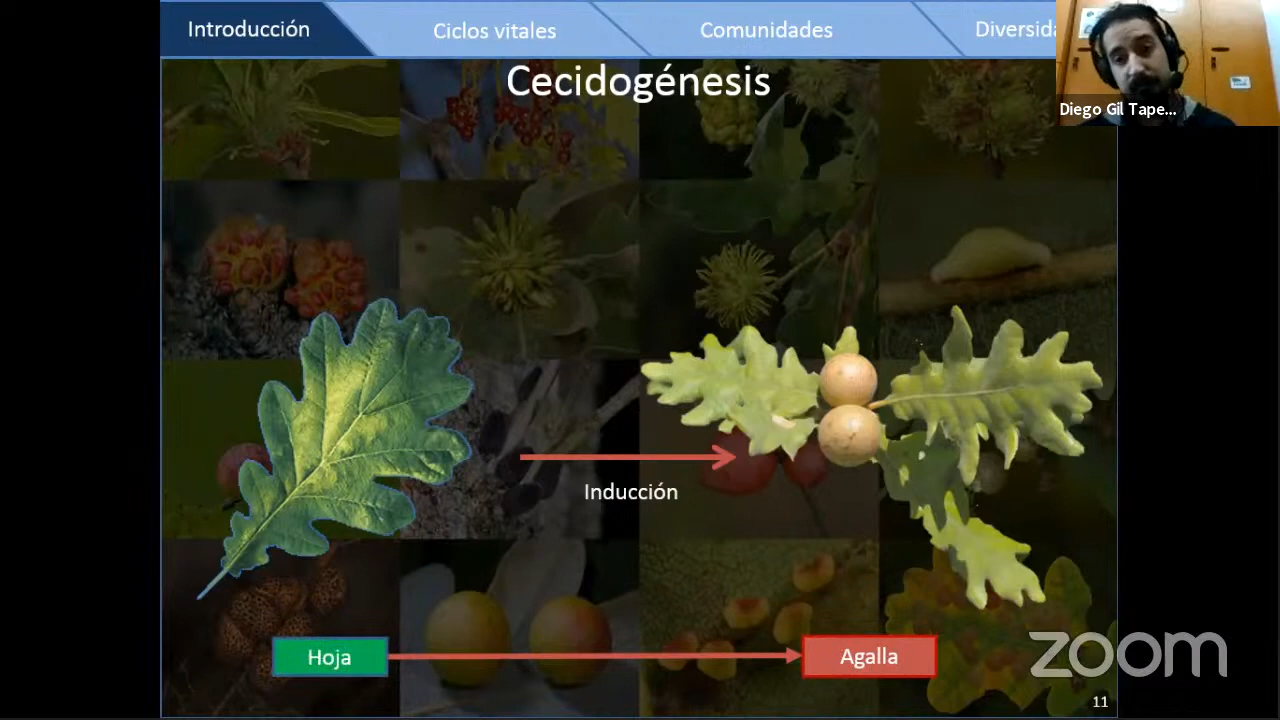 Introducción
Ciclos vitales
Comunidades
Diversida
Diego Gil Tape...
Cecidogénesis
Inducción
Hoja
Agalla
zoom
11